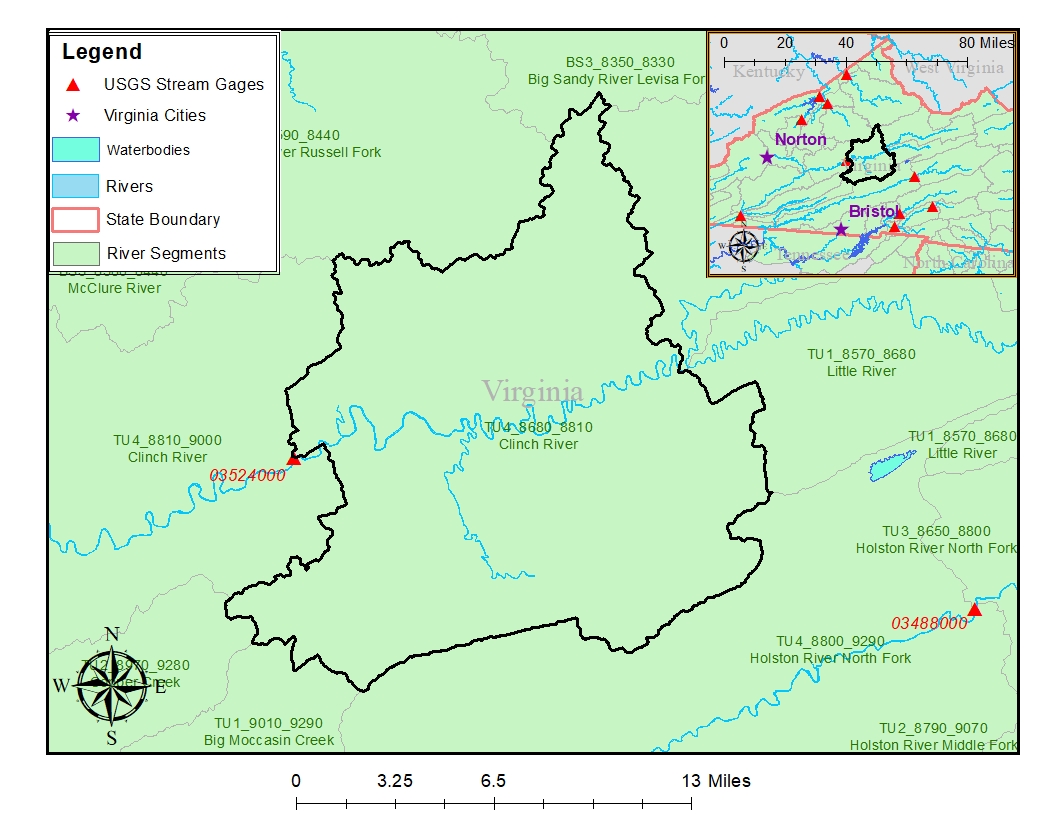 Legend
USGS Stream Gages
Virginia Cities
Waterbodies
Rivers
State Boundary
River Segments
0 20 40 80 Miles
Kentucky
West Virginia
Norton
Virginia
Bristol
Tennessee
North Carolina
N
W E
S
BS3_8350_8330
Big Sandy River Levisa For
90_8440
er Russell Fork
McClure River
TU1_8570_8680
Little River
Virginia
TU4_8680_8810
Clinch River
TU4_8810_9000
Clinch River
03524000
TU1_8570_8680
Little River
TU3_8650_8800
Holston River North Fork
03488000
TU4_8800_9290
Holston River North Fork
N
W E
S
TU2_8970_9280
Creek
TU1_9010_9290
Big Moccasin Creek
TU2_8790_9070
Holston River Middle Fork
0 3.25 6.5 13 Miles